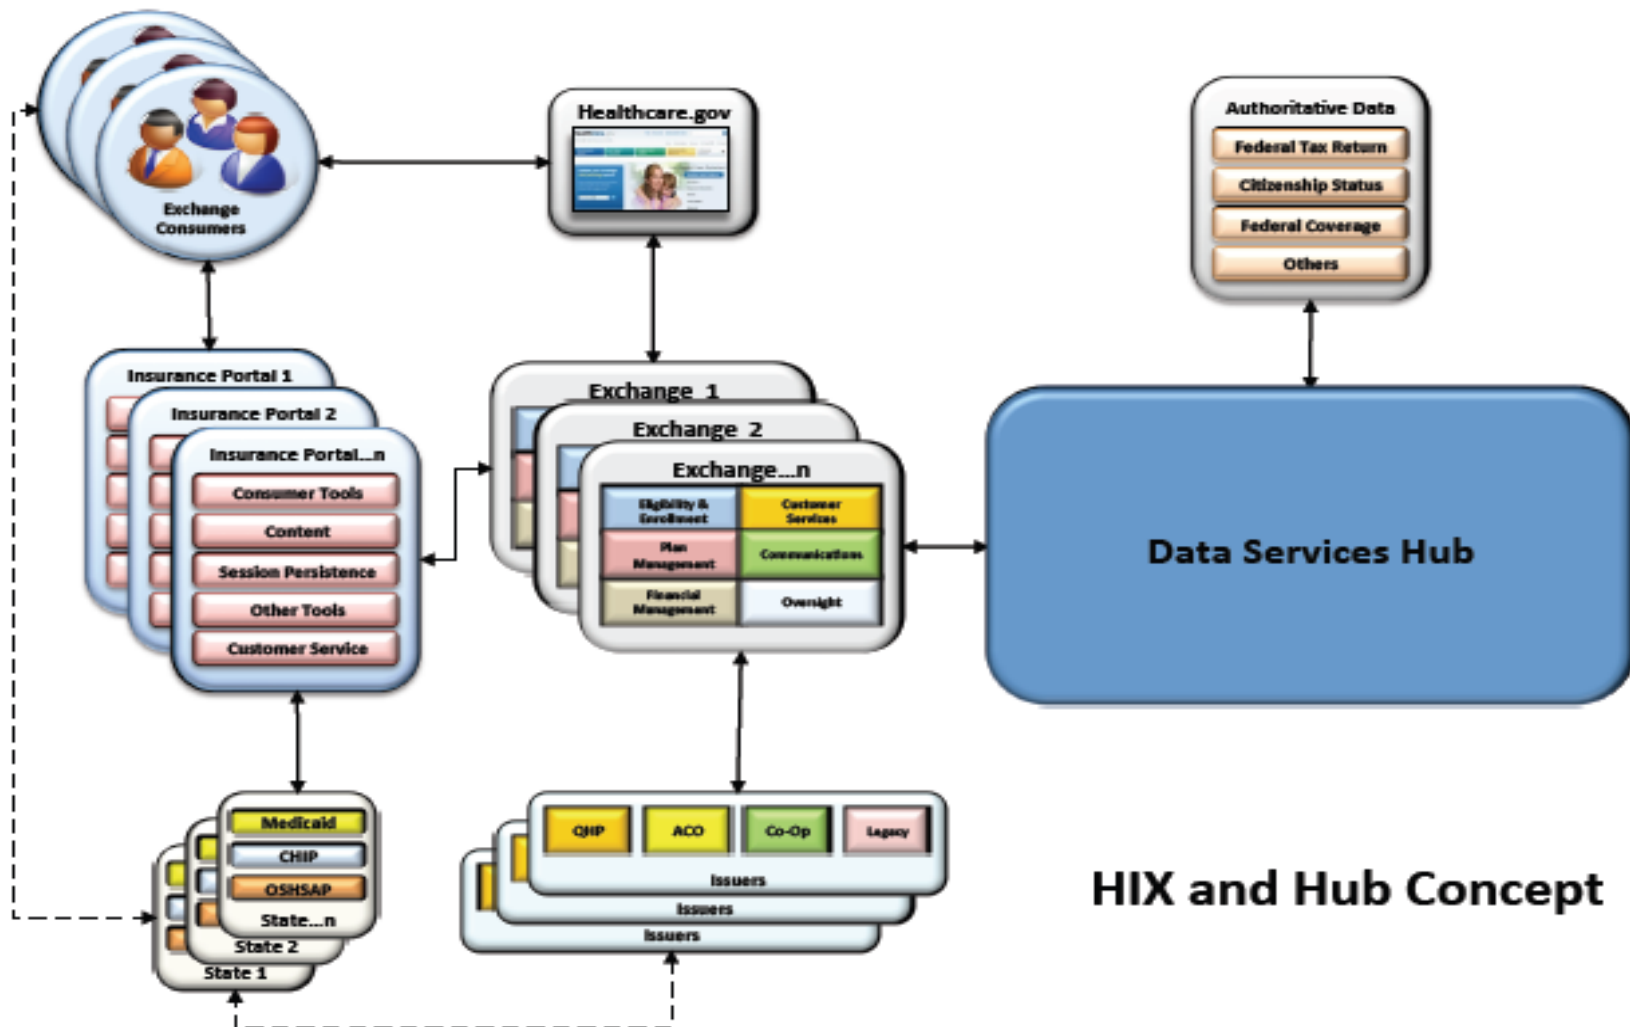 Exchange
Consumers
Healthcare.gov
Authoritative Data
Federal Tax Return
Citizenship Status
Federal Coverage
Others
Insurance Portal 1
Insurance Portal 2
Insurance Portal...n
Consumer Tools
Content
Session Persistence
Other Tools
Customer Service
Exchange 1
Exchange 2
Exchange...n
Eligibility &
Enrollment
Customer
Services
Plan
Management
Communications
Financial
Management
Oversight
Data Services Hub
Medicaid
CHIP
OSHSAP
State...n
State 2
State 1
QHP
ACO
Co-Op
Legacy
Issuers
Issuers
Issuers
HIX and Hub Concept